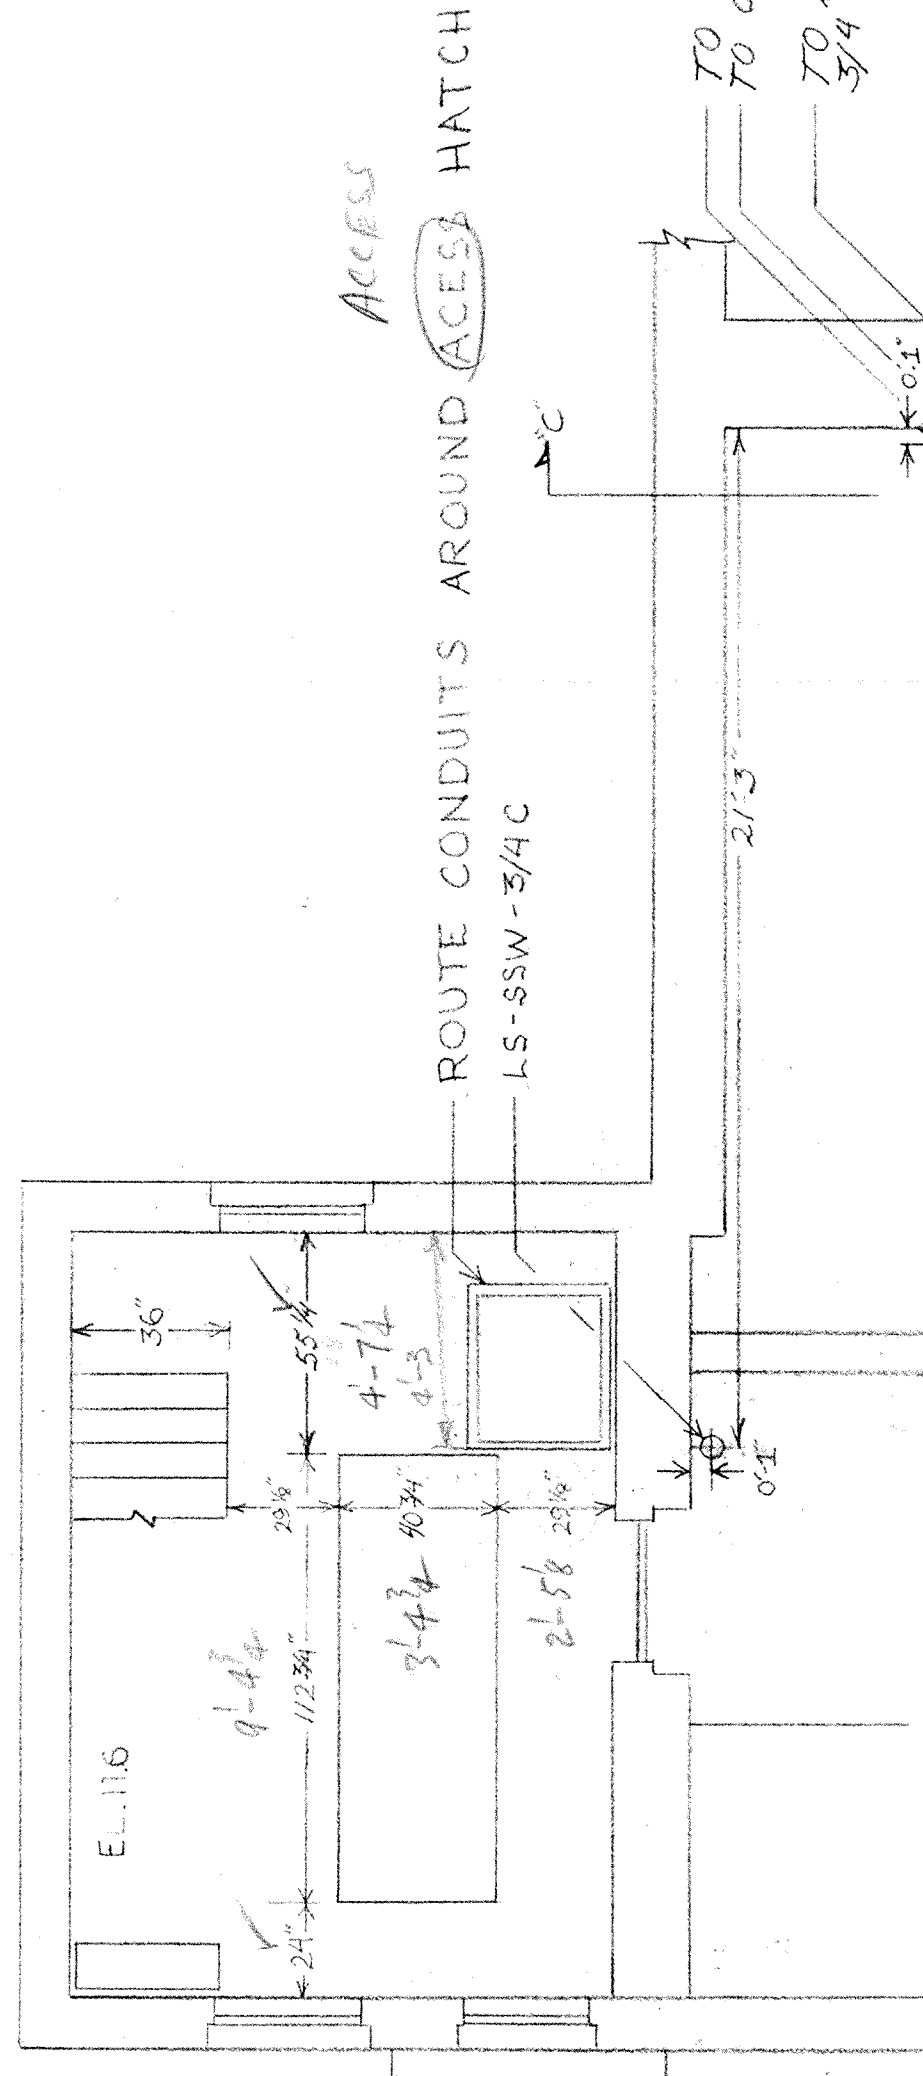 ACCESS
ROUTE CONDUITS AROUND ACESS HATCH
LS-SSW-3/4 C
"C"
TO
TO
TO
3/4
0'-1"
21'-3"
0'-1"
36"
55 1/4
4'-7 1/4
4'-3
29 1/8"
40 3/4"
29 1/8"
3'-4 3/4
2'-5 1/8
9'-4 3/4
112 3/4"
24"
EL. 11.6